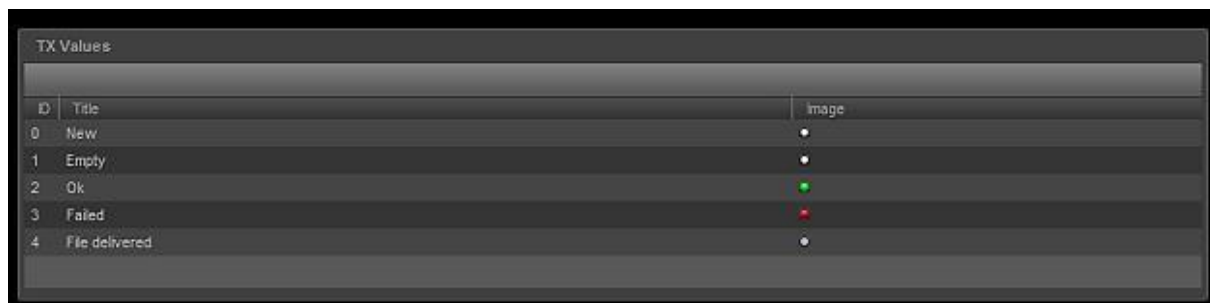 TX Values
ID Title Image
0 New
1 Empty
2 Ok
3 Failed
4 File delivered